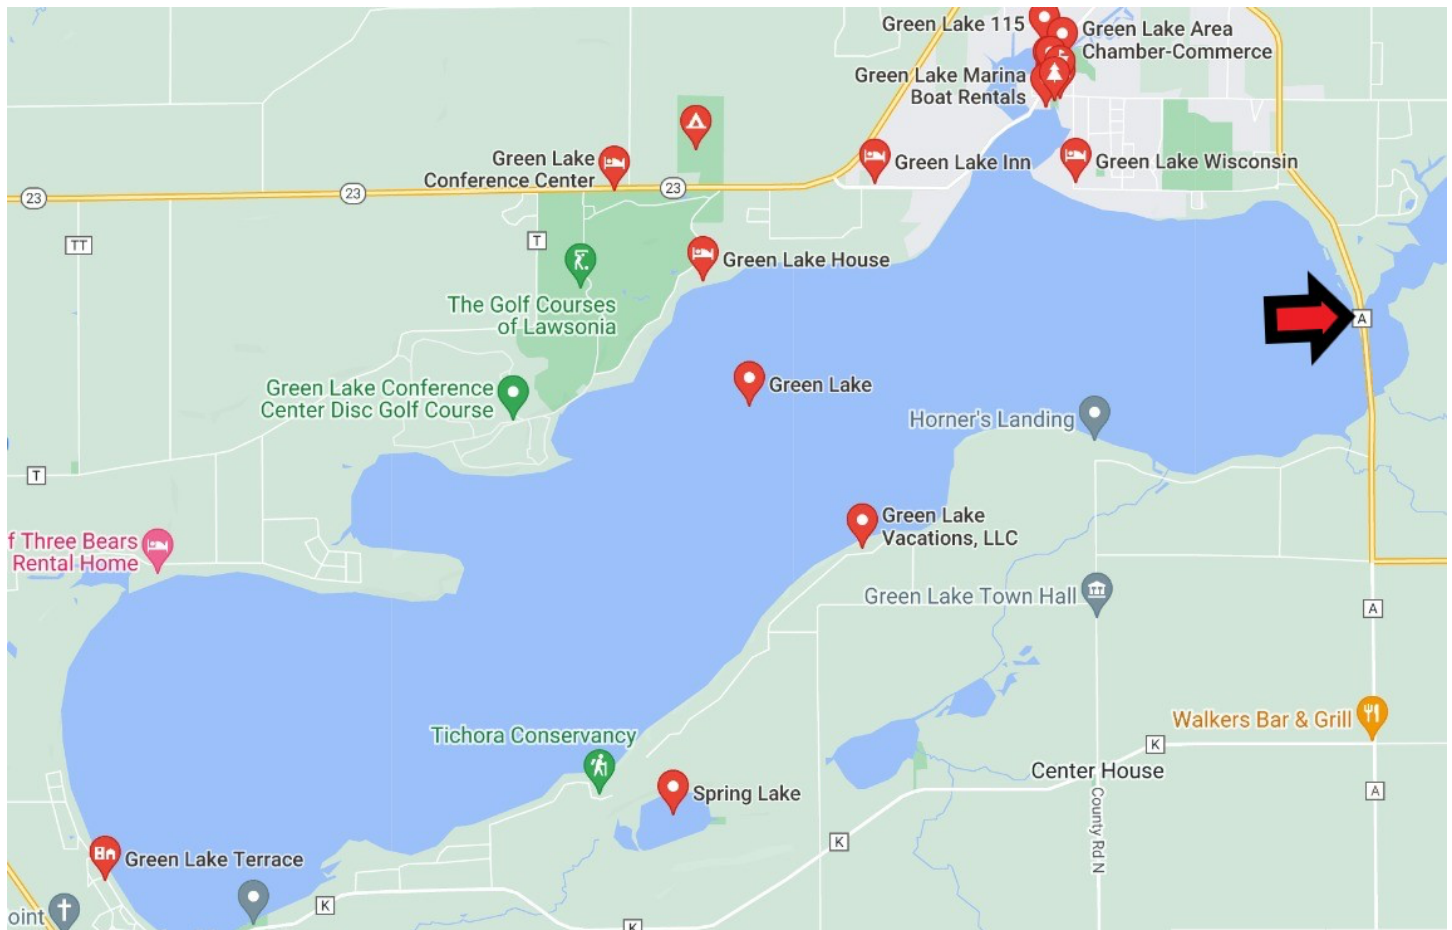 Green Lake 115
Green Lake Area
Chamber-Commerce
Green Lake Marina
Boat Rentals
Green Lake
Conference Center
Green Lake Inn
Green Lake Wisconsin
23
23
23
TT
T
Green Lake House
The Golf Courses
of Lawsonia
A
Green Lake
Green Lake Conference
Center Disc Golf Course
Horner's Landing
T
Green Lake
Vacations, LLC
f Three Bears
Rental Home
Green Lake Town Hall
A
Walkers Bar & Grill
Tichora Conservancy
K
Center House
Spring Lake
A
County Rd N
K
Green Lake Terrace
K
oint
K